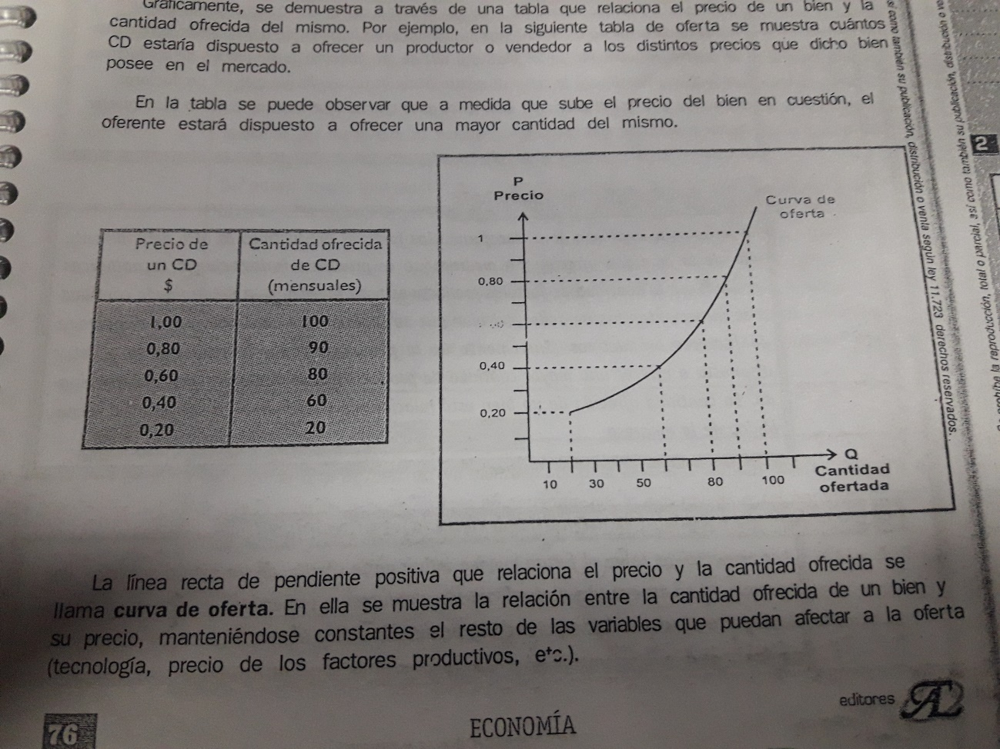 Gráficamente, se demuestra a través de una tabla que relaciona el precio de un bien y la
cantidad ofrecida del mismo. Por ejemplo, en la siguiente tabla de oferta se muestra cuántos
CD estaría dispuesto a ofrecer un productor o vendedor a los distintos precios que dicho bien
posee en el mercado.
En la tabla se puede observar que a medida que sube el precio del bien en cuestión, el
oferente estará dispuesto a ofrecer una mayor cantidad del mismo.
Precio de
un CD
$
Cantidad ofrecida
de CD
(mensuales)
1,00 100
0,80 90
0,60 80
0,40 60
0,20 20
P
Precio
Curva de
oferta
1
0,80
0,40
0,20
10 30 50 80 100
Q
Cantidad
ofertada
La línea recta de pendiente positiva que relaciona el precio y la cantidad ofrecida se
llama curva de oferta. En ella se muestra la relación entre la cantidad ofrecida de un bien y
su precio, manteniéndose constantes el resto de las variables que puedan afectar a la oferta
(tecnología, precio de los factores productivos, etc.).
76
ECONOMÍA
editores
como también su publicación, distribución o venta según ley 11.723 derechos reservados.
la reproducción, total o parcial, así como también su publicación, distribución o
2